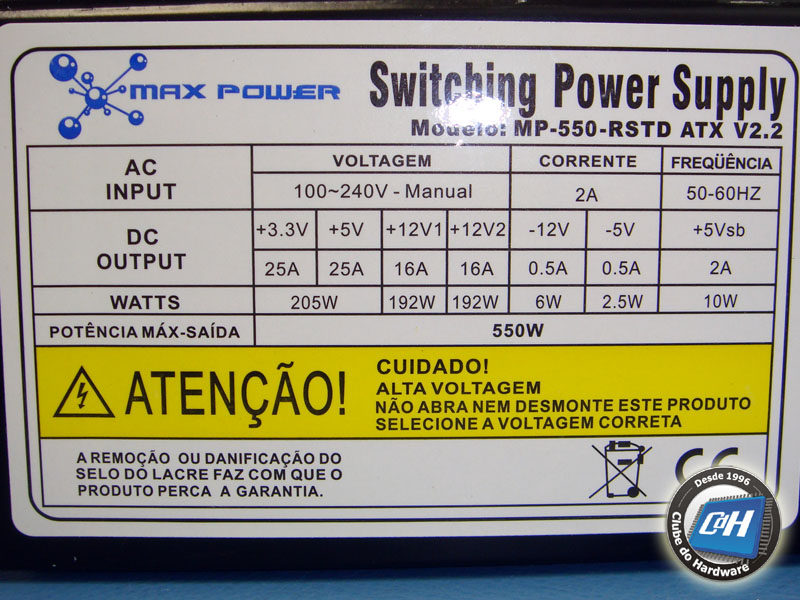 MAX POWER
Switching Power Supply
Modelo: MP-550-RSTD ATX V2.2
AC INPUT
VOLTAGEM
CORRENTE
FREQÜÊNCIA
100~240V - Manual
2A
50-60HZ
DC OUTPUT
+3.3V
+5V
+12V1
+12V2
-12V
-5V
+5Vsb
25A
25A
16A
16A
0.5A
0.5A
2A
WATTS
205W
192W
192W
6W
2.5W
10W
POTÊNCIA MÁX-SAÍDA
550W
ATENÇÃO!
CUIDADO!
ALTA VOLTAGEM
NÃO ABRA NEM DESMONTE ESTE PRODUTO
SELECIONE A VOLTAGEM CORRETA
A REMOÇÃO OU DANIFICAÇÃO DO
SELO DO LACRE FAZ COM QUE O
PRODUTO PERCA A GARANTIA.
CE
Desde 1996
CdH
Clube do Hardware